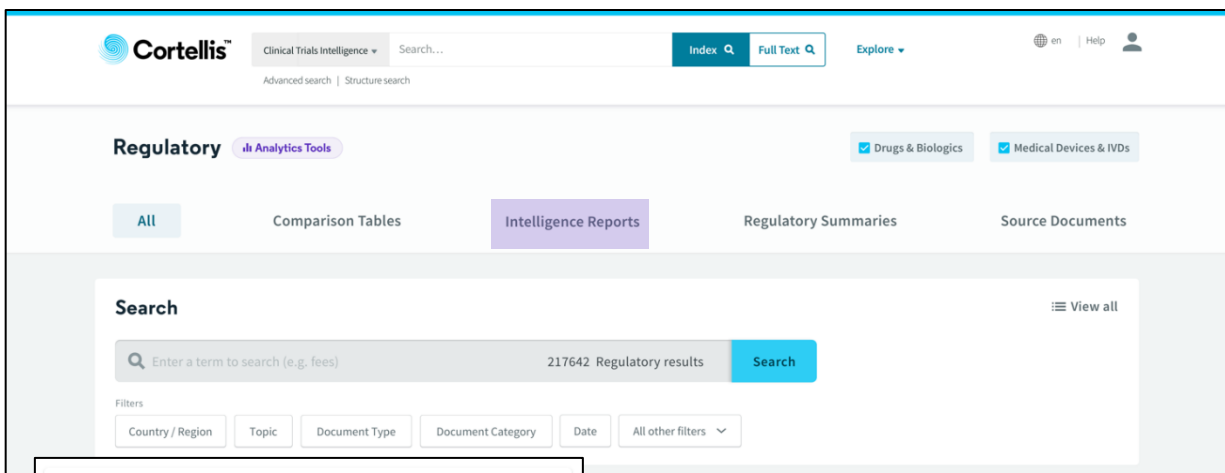 Cortellis™ Clinical Trials Intelligence Search... Index Full Text Explore en | Help
Advanced search | Structure search
Regulatory Analytics Tools Drugs & Biologics Medical Devices & IVDs
All Comparison Tables Intelligence Reports Regulatory Summaries Source Documents
Search View all
Enter a term to search (e.g. fees) 217642 Regulatory results Search
Filters
Country / Region Topic Document Type Document Category Date All other filters